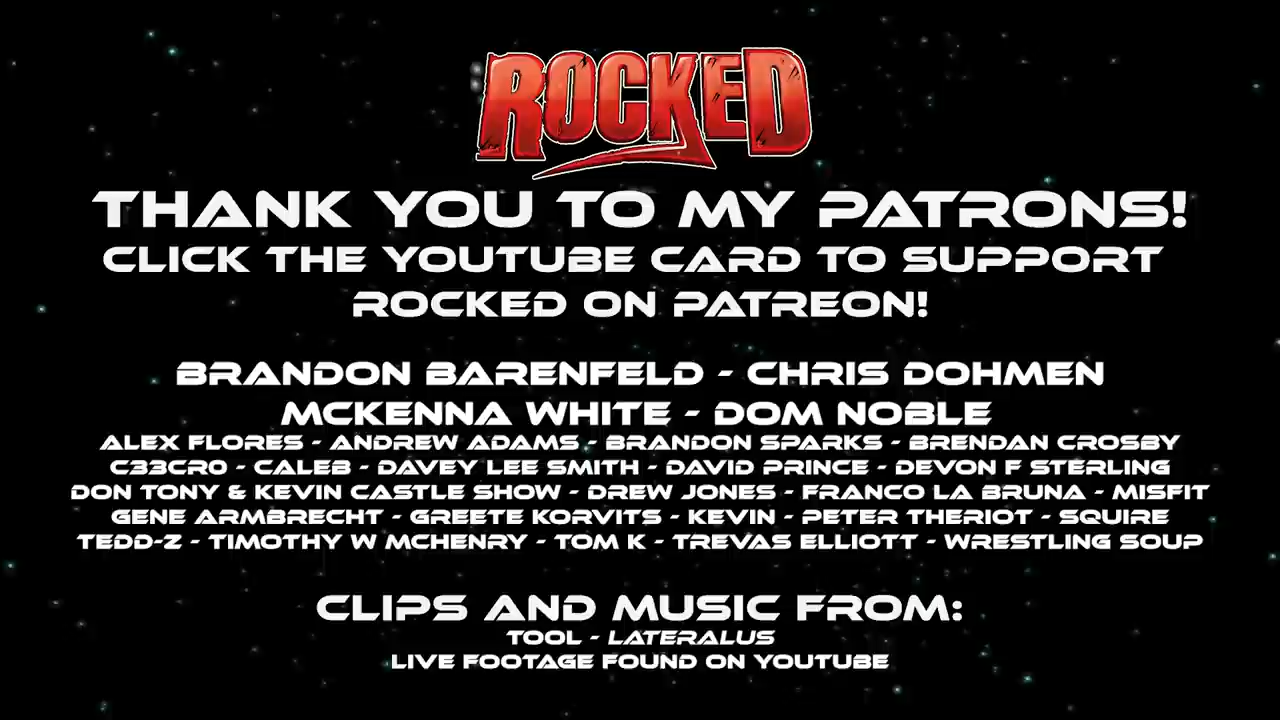 ROCKED
THANK YOU TO MY PATRONS!
CLICK THE YOUTUBE CARD TO SUPPORT
ROCKED ON PATREON!
BRANDON BARENFELD - CHRIS DOHMEN
MCKENNA WHITE - DOM NOBLE
ALEX FLORES - ANDREW ADAMS - BRANDON SPARKS - BRENDAN CROSBY
C33CR0 - CALEB - DAVEY LEE SMITH - DAVID PRINCE - DEVON F STERLING
DON TONY & KEVIN CASTLE SHOW - DREW JONES - FRANCO LA BRUNA - MISFIT
GENE ARMBRECHT - GREETE KORVITS - KEVIN - PETER THERIOT - SQUIRE
TEDD-Z - TIMOTHY W MCHENRY - TOM K - TREVAS ELLIOTT - WRESTLING SOUP
CLIPS AND MUSIC FROM:
TOOL - LATERALUS
LIVE FOOTAGE FOUND ON YOUTUBE